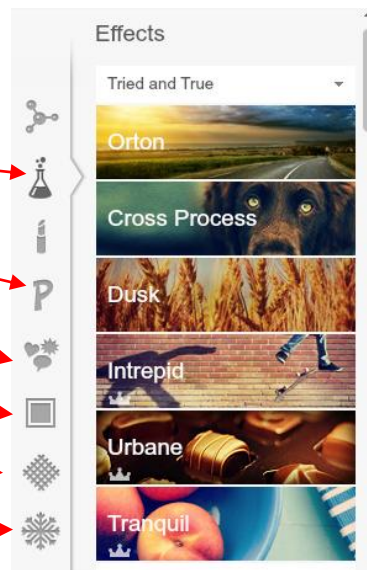 Effects
Tried and True
Orton
Cross Process
P
Dusk
Intrepid
Urbane
Tranquil